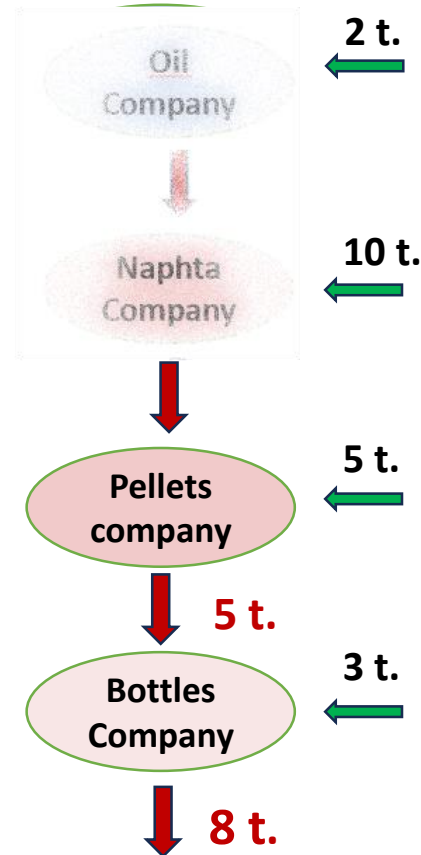 2 t.
Oil
Company
10 t.
Naphta
Company
5 t.
Pellets
company
5 t.
3 t.
Bottles
Company
8 t.